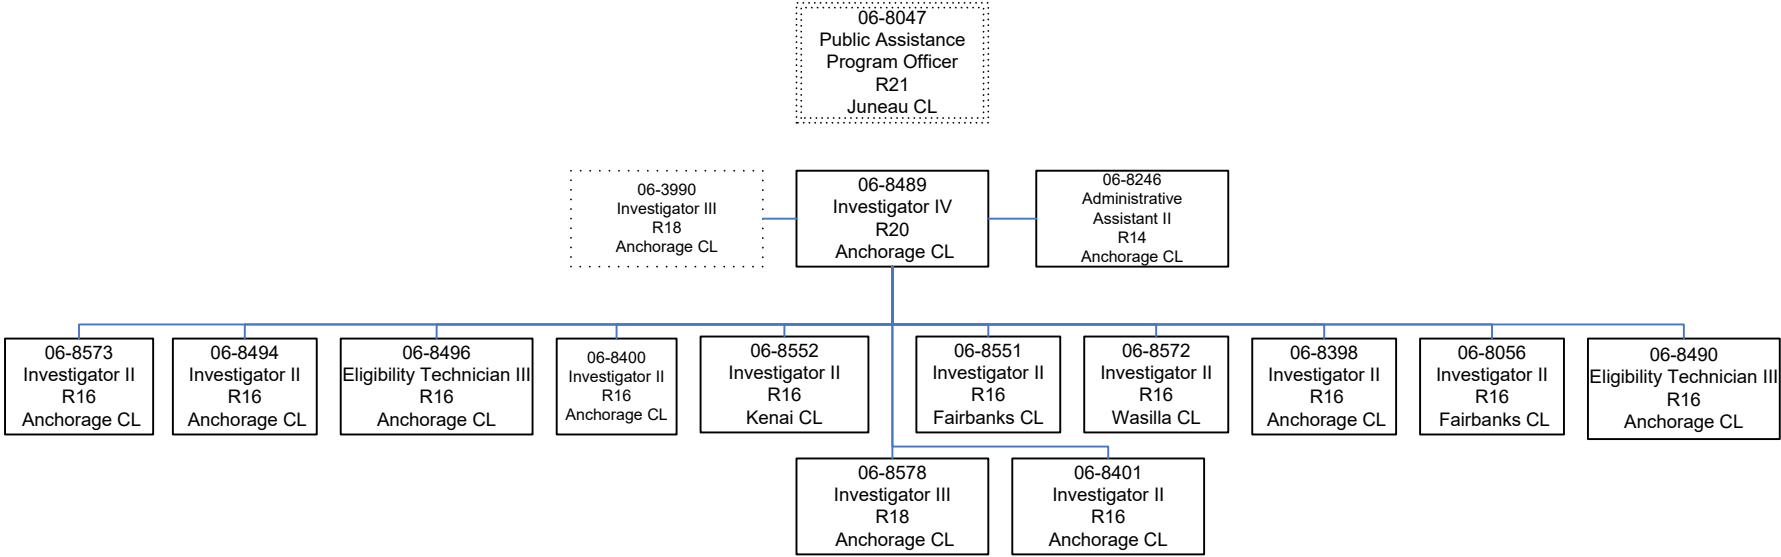 06-8047
Public Assistance
Program Officer
R21
Juneau CL
06-3990
Investigator III
R18
Anchorage CL
06-8489
Investigator IV
R20
Anchorage CL
06-8246
Administrative
Assistant II
R14
Anchorage CL
06-8573
Investigator II
R16
Anchorage CL
06-8494
Investigator II
R16
Anchorage CL
06-8496
Eligibility Technician III
R16
Anchorage CL
06-8400
Investigator II
R16
Anchorage CL
06-8552
Investigator II
R16
Kenai CL
06-8551
Investigator II
R16
Fairbanks CL
06-8572
Investigator II
R16
Wasilla CL
06-8398
Investigator II
R16
Anchorage CL
06-8056
Investigator II
R16
Fairbanks CL
06-8490
Eligibility Technician III
R16
Anchorage CL
06-8578
Investigator III
R18
Anchorage CL
06-8401
Investigator II
R16
Anchorage CL